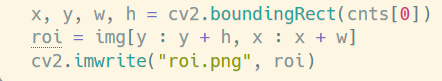 x, y, w, h = cv2.boundingRect(cnts[0])
roi = img[y : y + h, x : x + w]
cv2.imwrite("roi.png", roi)